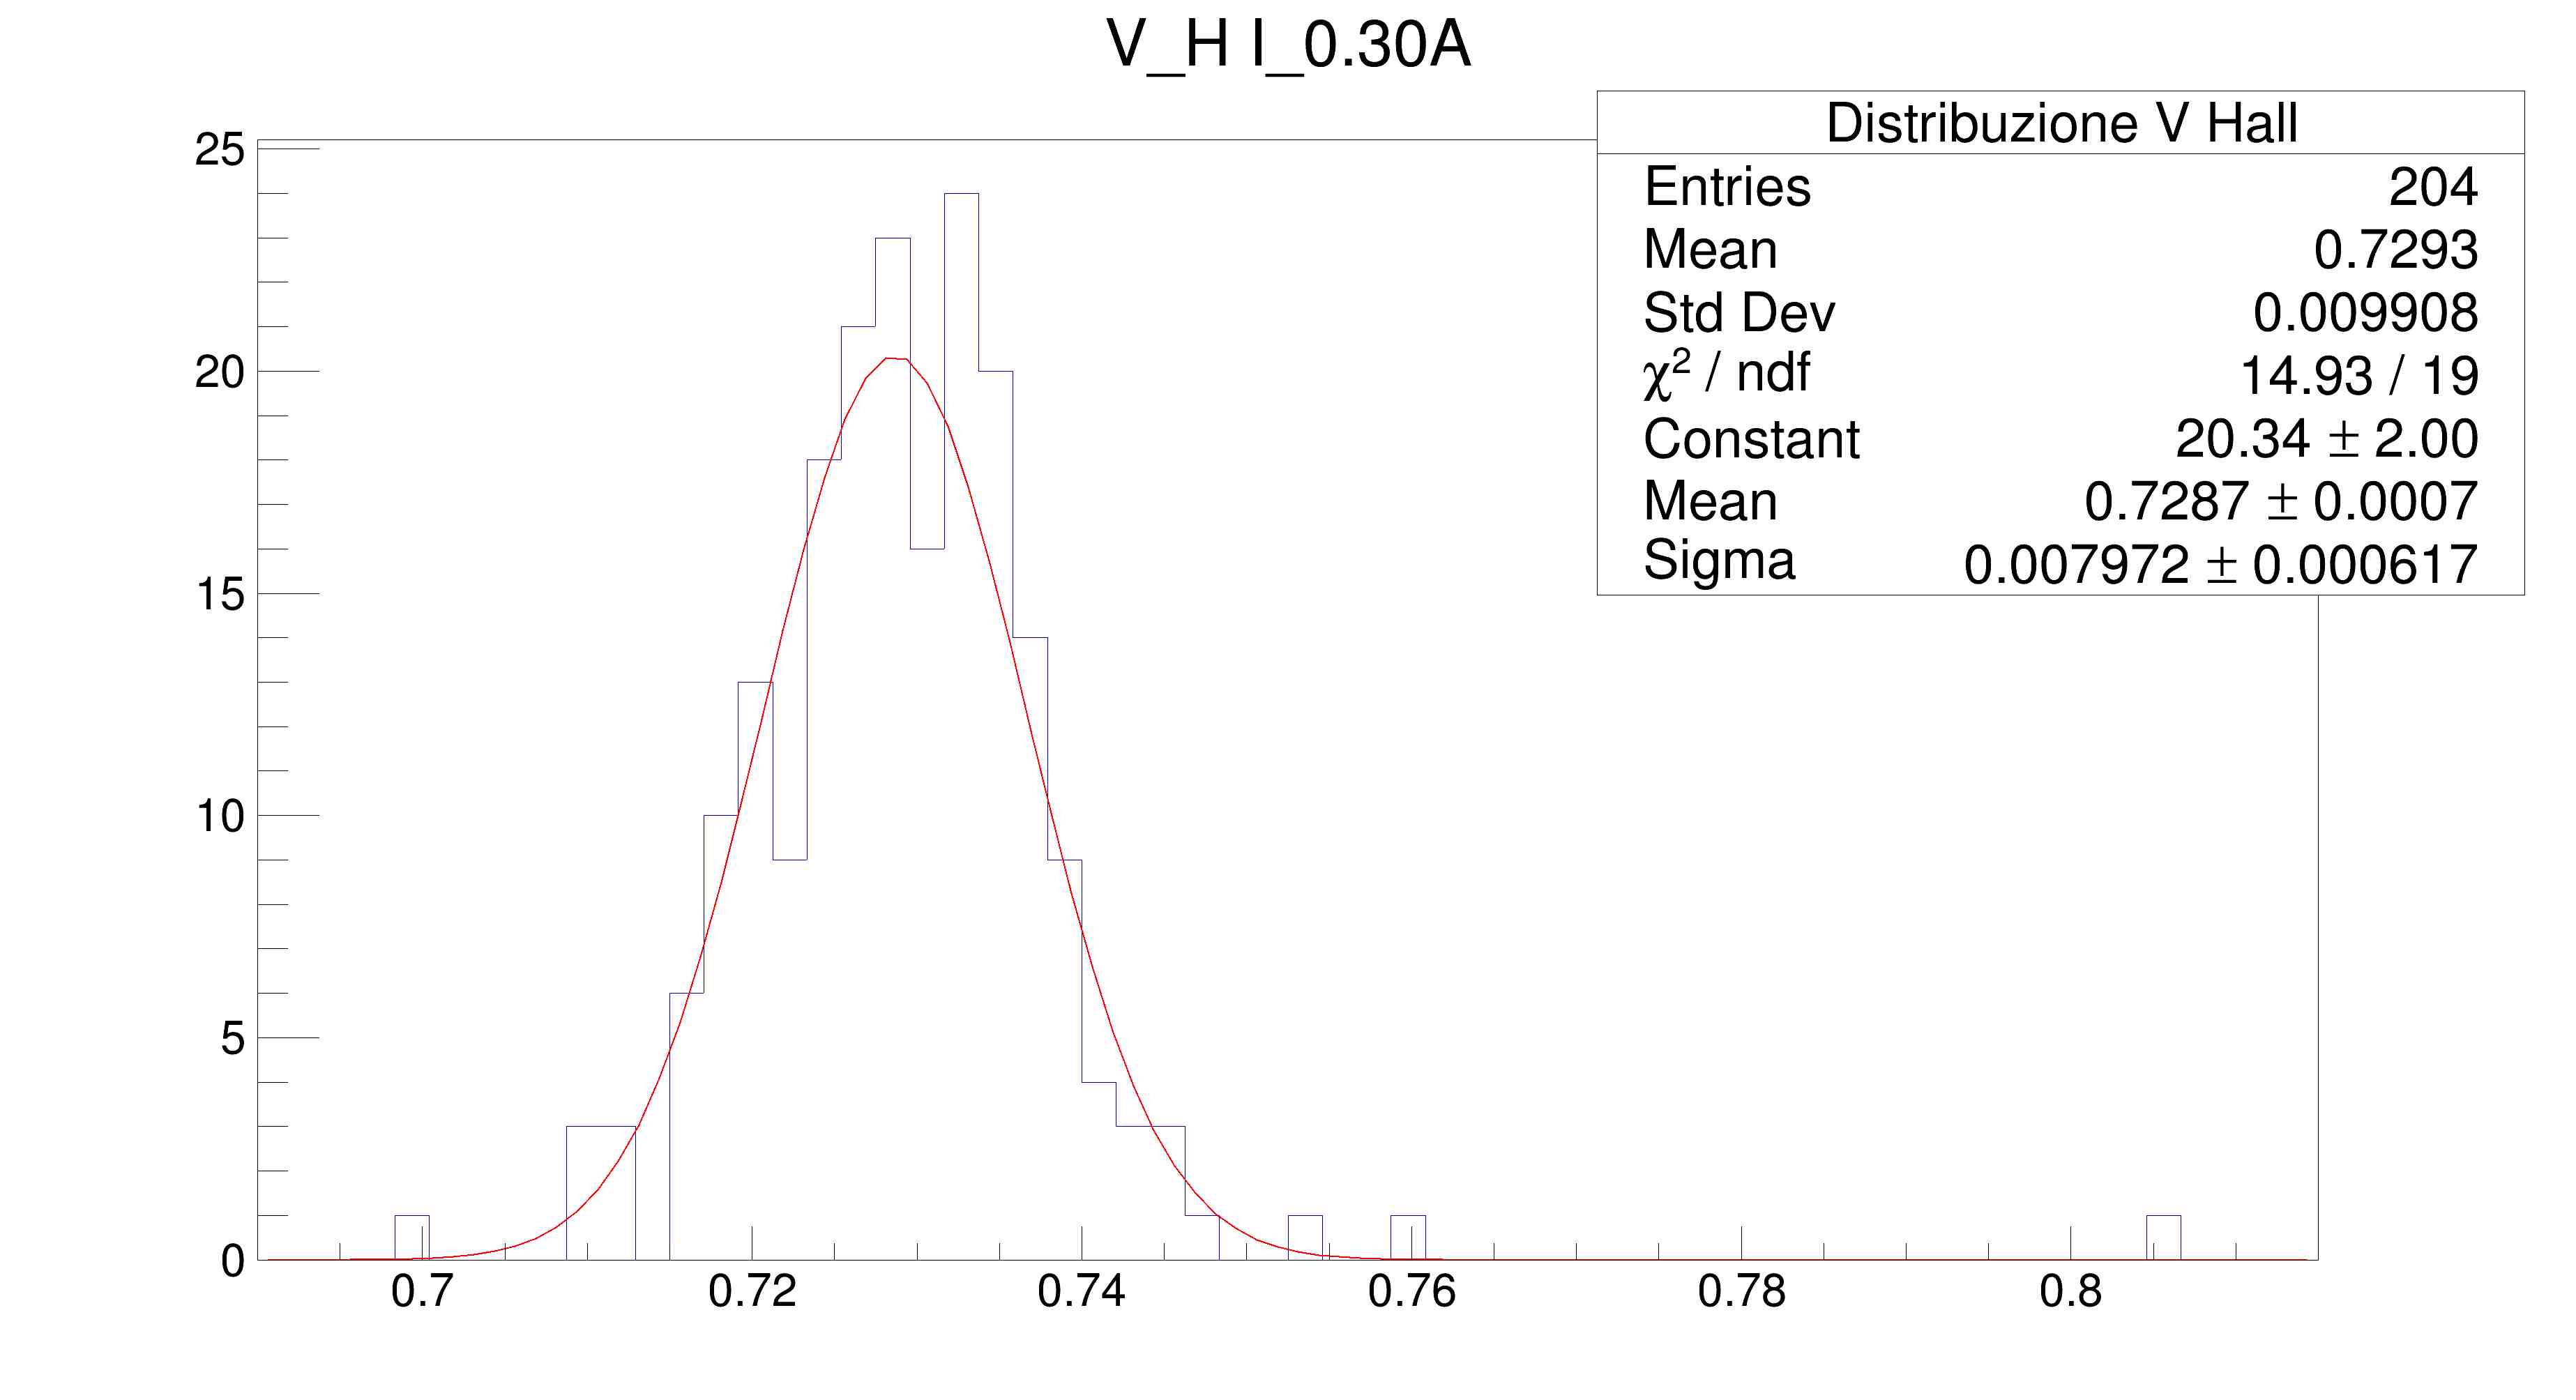 V_H I_0.30A
Distribuzione V Hall
Entries 204
Mean 0.7293
Std Dev 0.009908
χ² / ndf 14.93 / 19
Constant 20.34 ± 2.00
Mean 0.7287 ± 0.0007
Sigma 0.007972 ± 0.000617
25
20
15
10
5
0
0.7 0.72 0.74 0.76 0.78 0.8